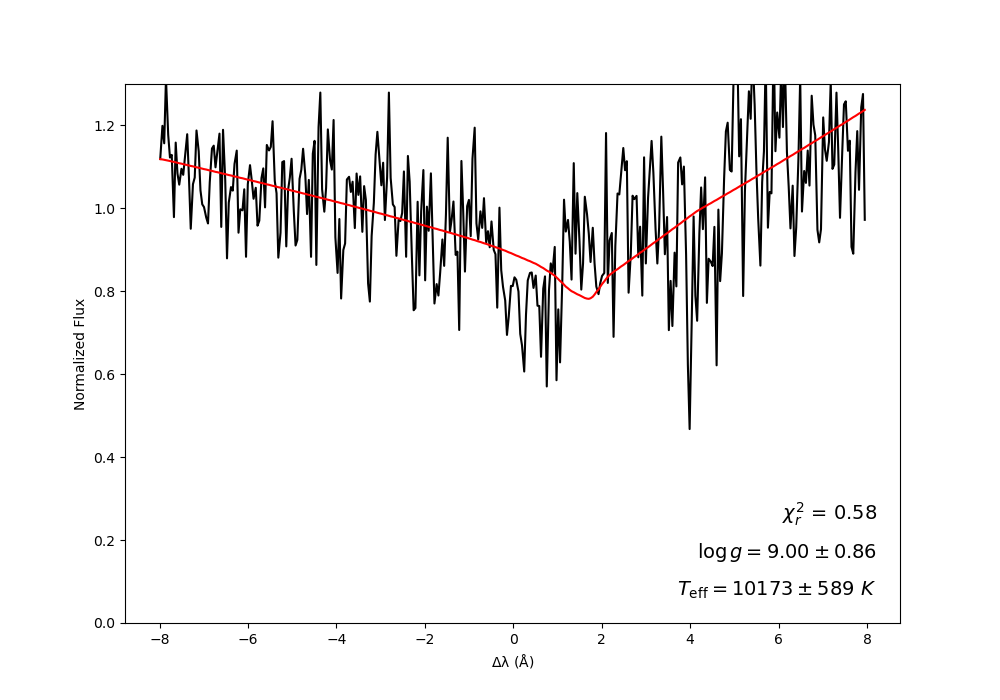 1.2
1.0
0.8
0.6
0.4
0.2
0.0
Normalized Flux
χ²ᵣ = 0.58
log g = 9.00 ± 0.86
T_eff = 10173 ± 589 K
−8 −6 −4 −2 0 2 4 6 8
Δλ (Å)